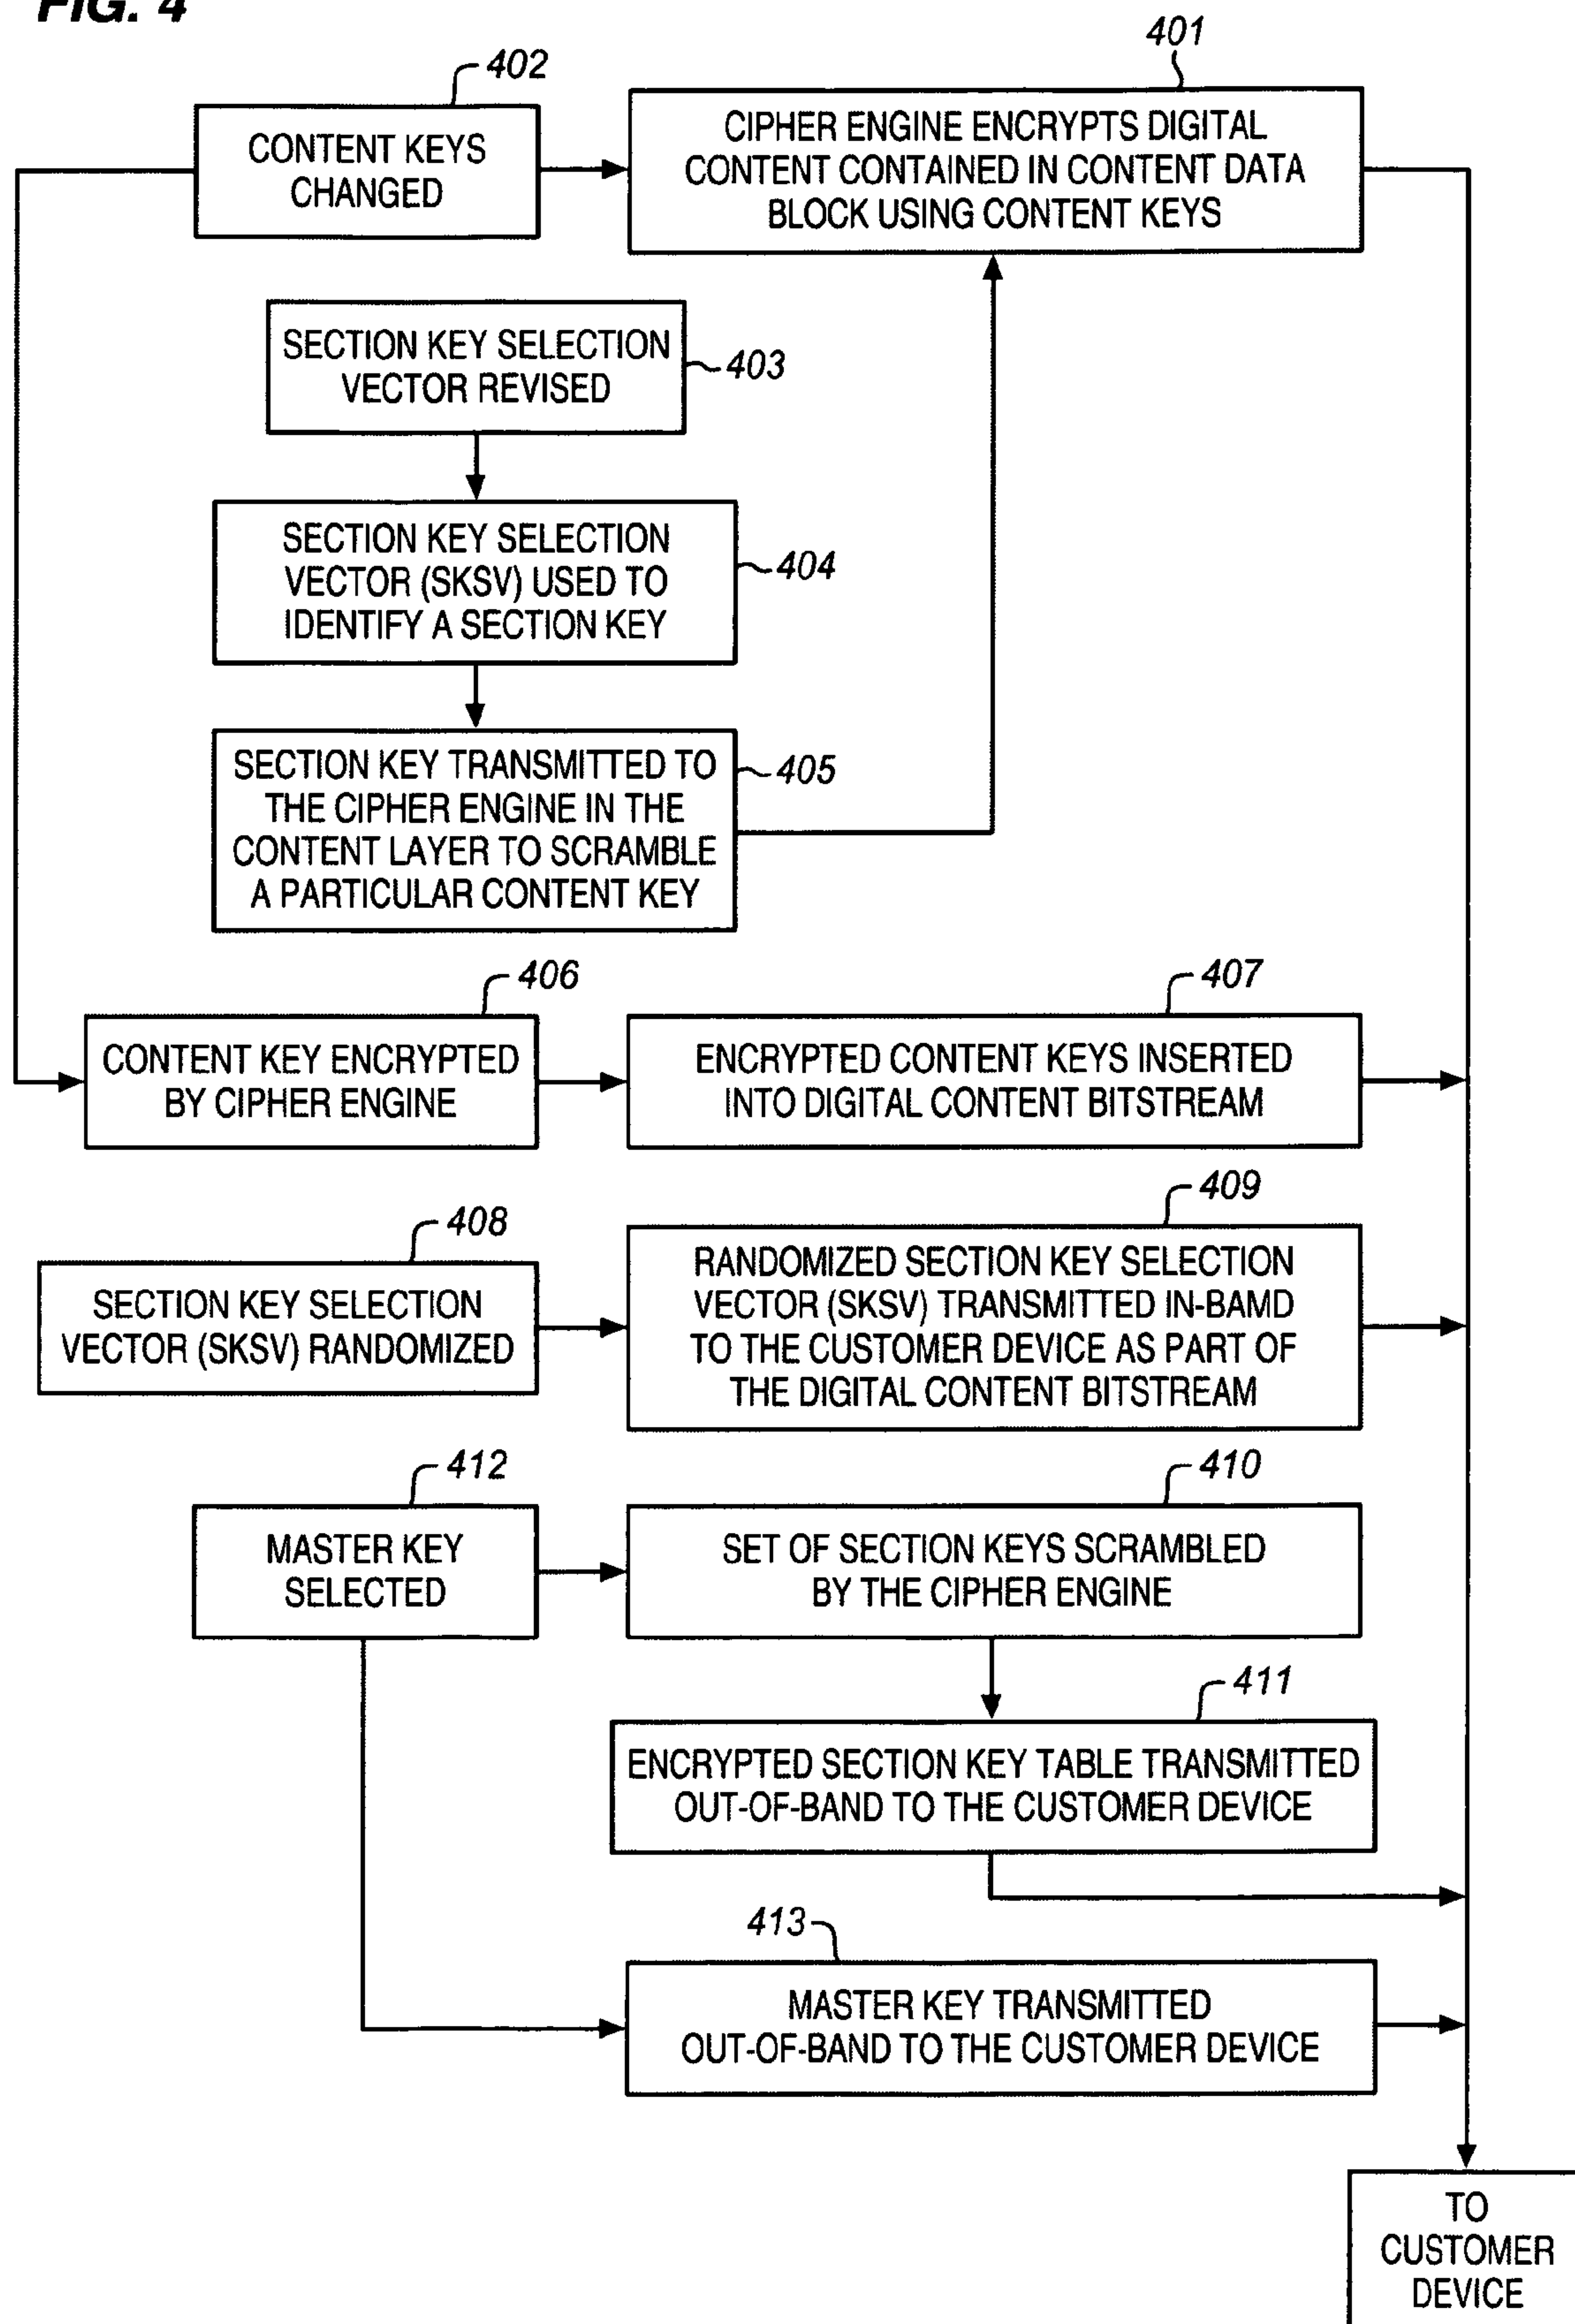 FIG. 4
401
402
CONTENT KEYS
CHANGED
CIPHER ENGINE ENCRYPTS DIGITAL
CONTENT CONTAINED IN CONTENT DATA
BLOCK USING CONTENT KEYS
SECTION KEY SELECTION
VECTOR REVISED
403
SECTION KEY SELECTION
VECTOR (SKSV) USED TO
IDENTIFY A SECTION KEY
404
SECTION KEY TRANSMITTED TO
THE CIPHER ENGINE IN THE
CONTENT LAYER TO SCRAMBLE
A PARTICULAR CONTENT KEY
405
406
CONTENT KEY ENCRYPTED
BY CIPHER ENGINE
407
ENCRYPTED CONTENT KEYS INSERTED
INTO DIGITAL CONTENT BITSTREAM
408
SECTION KEY SELECTION
VECTOR (SKSV) RANDOMIZED
409
RANDOMIZED SECTION KEY SELECTION
VECTOR (SKSV) TRANSMITTED IN-BAMD
TO THE CUSTOMER DEVICE AS PART OF
THE DIGITAL CONTENT BITSTREAM
412
MASTER KEY
SELECTED
410
SET OF SECTION KEYS SCRAMBLED
BY THE CIPHER ENGINE
411
ENCRYPTED SECTION KEY TABLE TRANSMITTED
OUT-OF-BAND TO THE CUSTOMER DEVICE
413
MASTER KEY TRANSMITTED
OUT-OF-BAND TO THE CUSTOMER DEVICE
TO
CUSTOMER
DEVICE